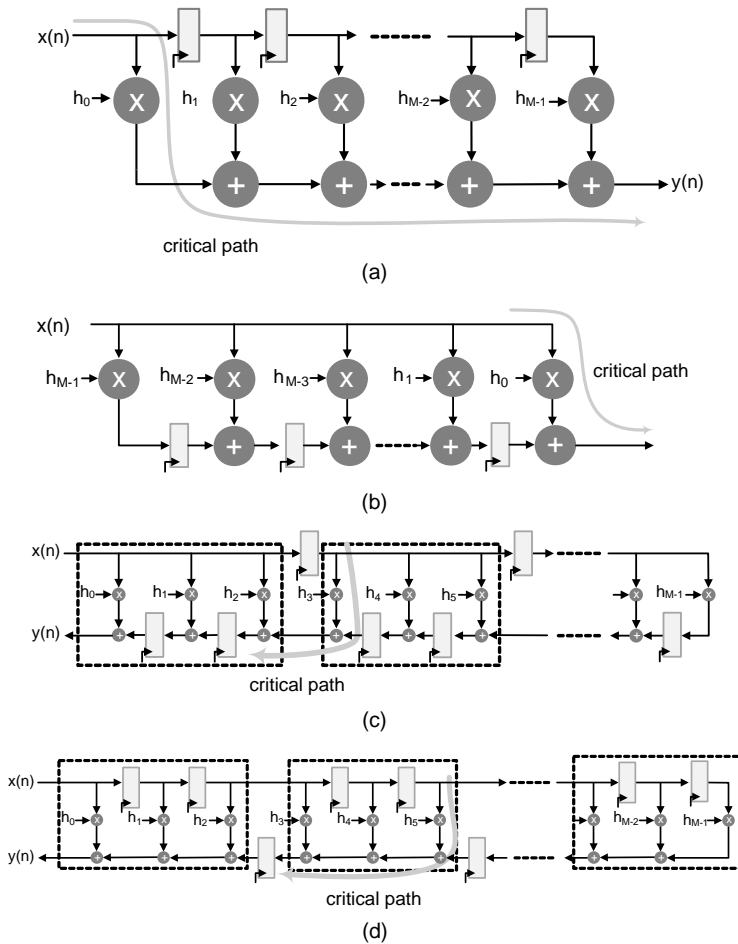 x(n)
h0 X h1 X h2 X hM-2 X hM-1 X
+ + + + y(n)
critical path
(a)
x(n)
hM-1 X hM-2 X hM-3 X h1 X h0 X
critical path
+ + + +
(b)
x(n)
h0 X h1 X h2 X h3 X h4 X h5 X X hM-1 X
y(n) + + + + + + +
critical path
(c)
x(n)
h0 X h1 X h2 X h3 X h4 X h5 X X hM-2 X hM-1 X
y(n) + + + + + + + +
critical path
(d)